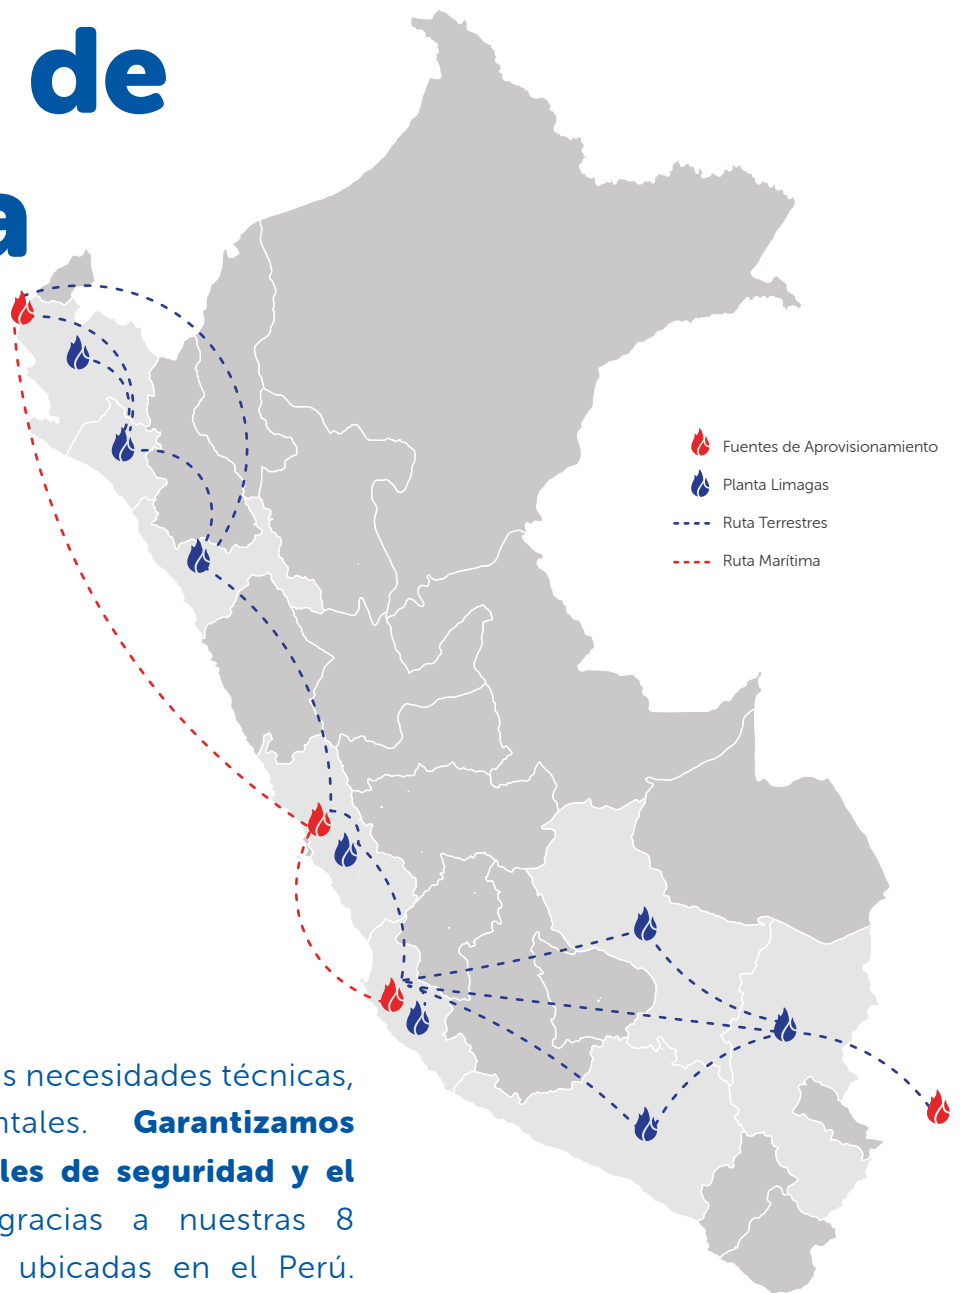 de
a
s necesidades técnicas,
ntales. Garantizamos
les de seguridad y el
gracias a nuestras 8
ubicadas en el Perú.
Fuentes de Aprovisionamiento
Planta Limagas
Ruta Terrestres
Ruta Marítima